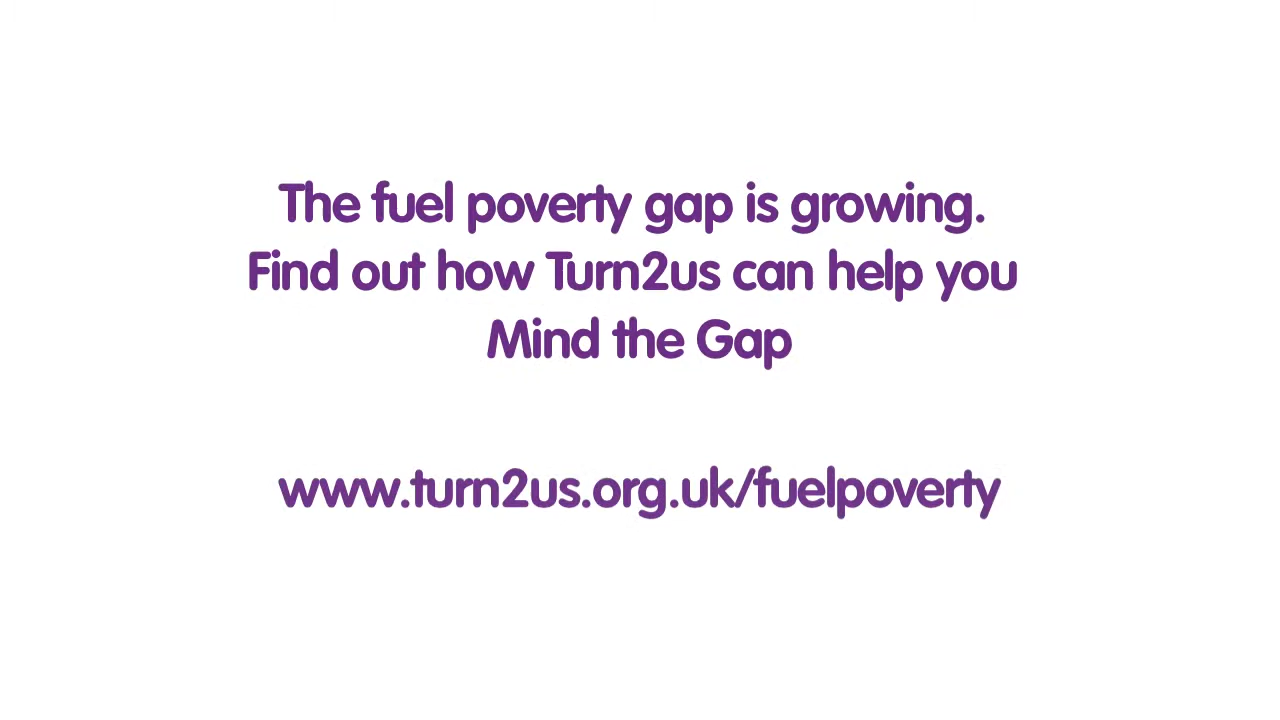 The fuel poverty gap is growing.
Find out how Turn2us can help you
Mind the Gap
www.turn2us.org.uk/fuelpoverty